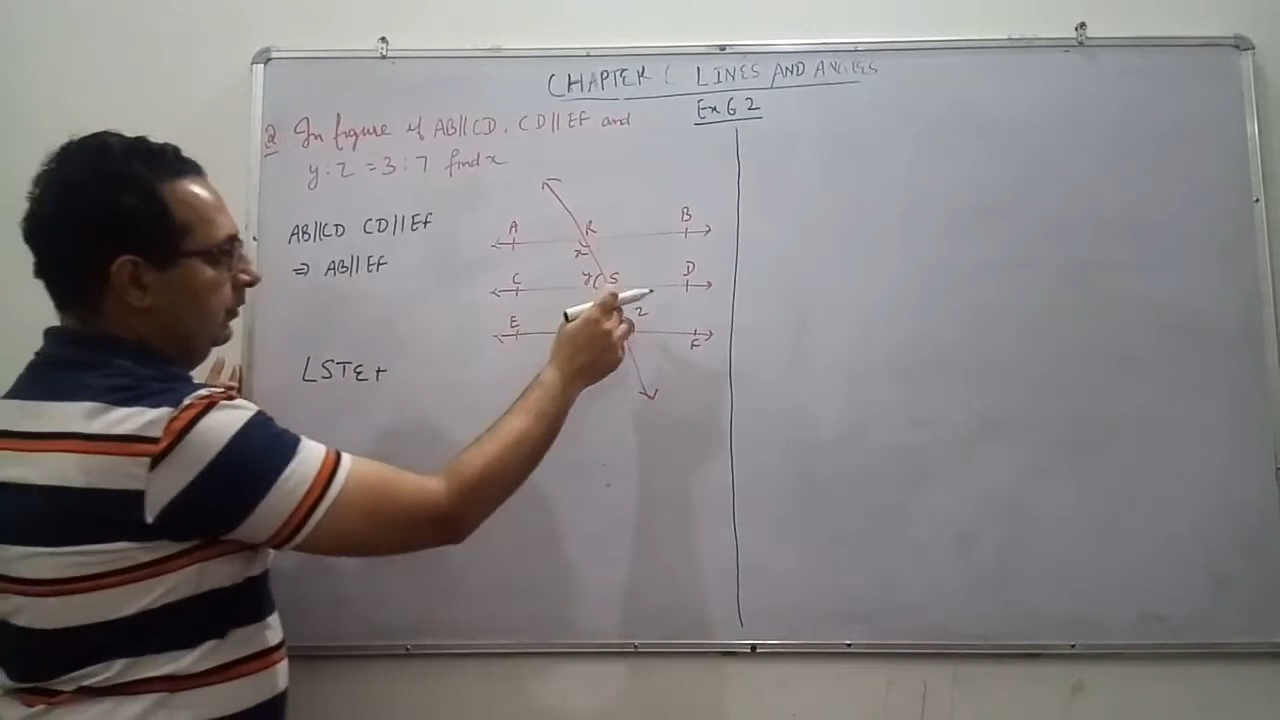 CHAPTER 6 LINES AND ANGLES
Ex 6 2
Q In figure if AB||CD, CD||EF and
y:z = 3:7 find x
AB||CD CD||EF
⇒ AB||EF
∠STE +
A R B
x
C y S D
z
E F